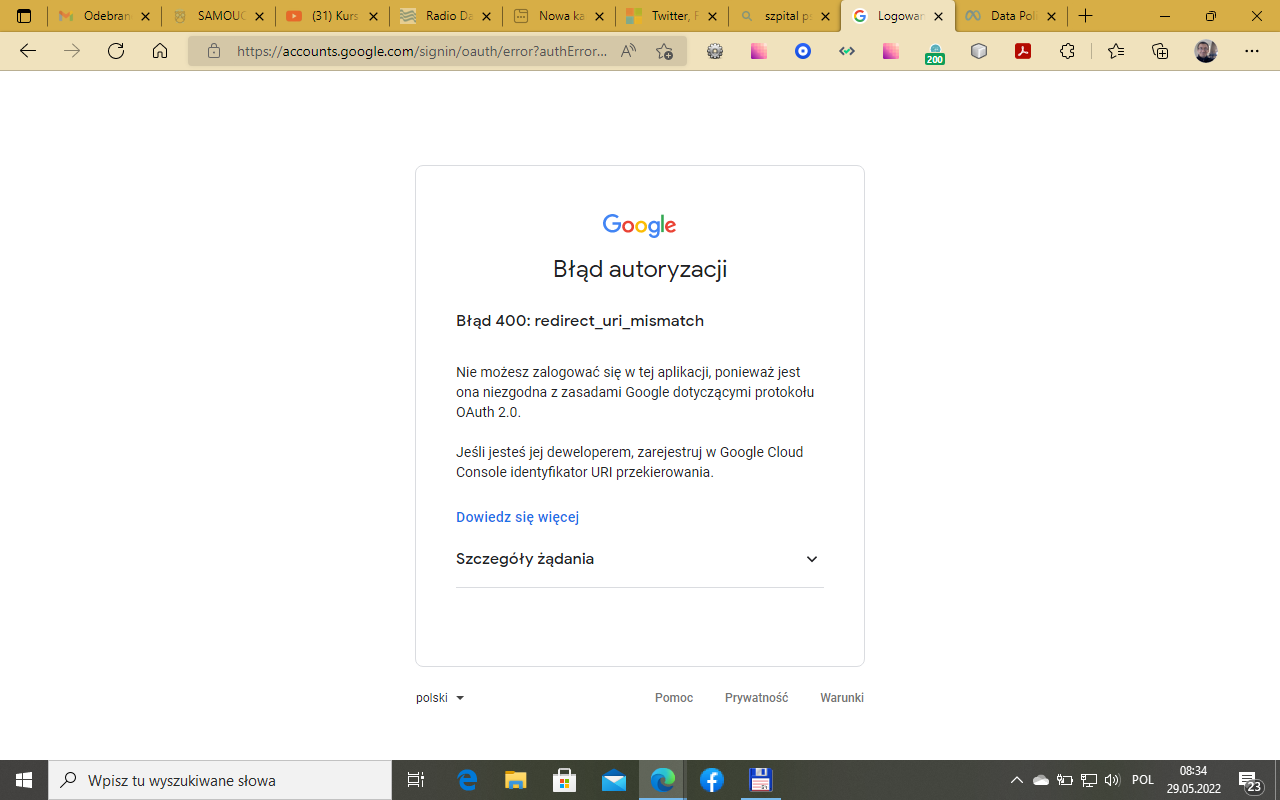 Odebran
SAMOUC
(31) Kurs
Radio Da
Nowa ka
Twitter, F
szpital p
Logowan
Data Poli
https://accounts.google.com/signin/oauth/error?authError...
200
Google
Błąd autoryzacji
Błąd 400: redirect_uri_mismatch
Nie możesz zalogować się w tej aplikacji, ponieważ jest
ona niezgodna z zasadami Google dotyczącymi protokołu
OAuth 2.0.
Jeśli jesteś jej deweloperem, zarejestruj w Google Cloud
Console identyfikator URI przekierowania.
Dowiedz się więcej
Szczegóły żądania
polski
Pomoc
Prywatność
Warunki
Wpisz tu wyszukiwane słowa
POL
08:34
29.05.2022
23